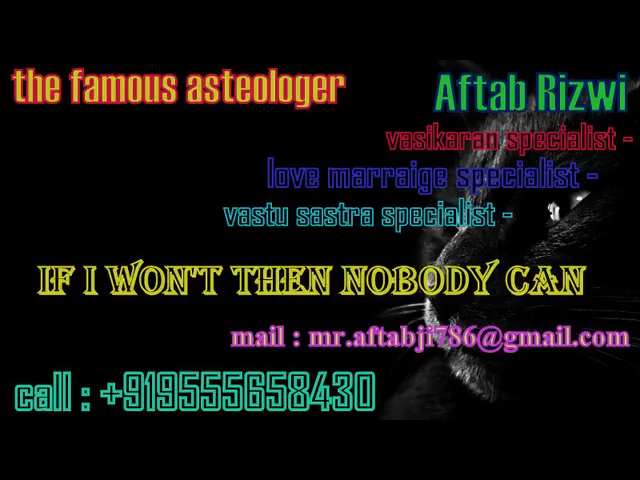 the famous asteologer
Aftab Rizwi
vasikaran specialist -
love marraige specialist -
vastu sastra specialist -
IF I WON'T THEN NOBODY CAN
mail : mr.aftabji786@gmail.com
call : +919555658430